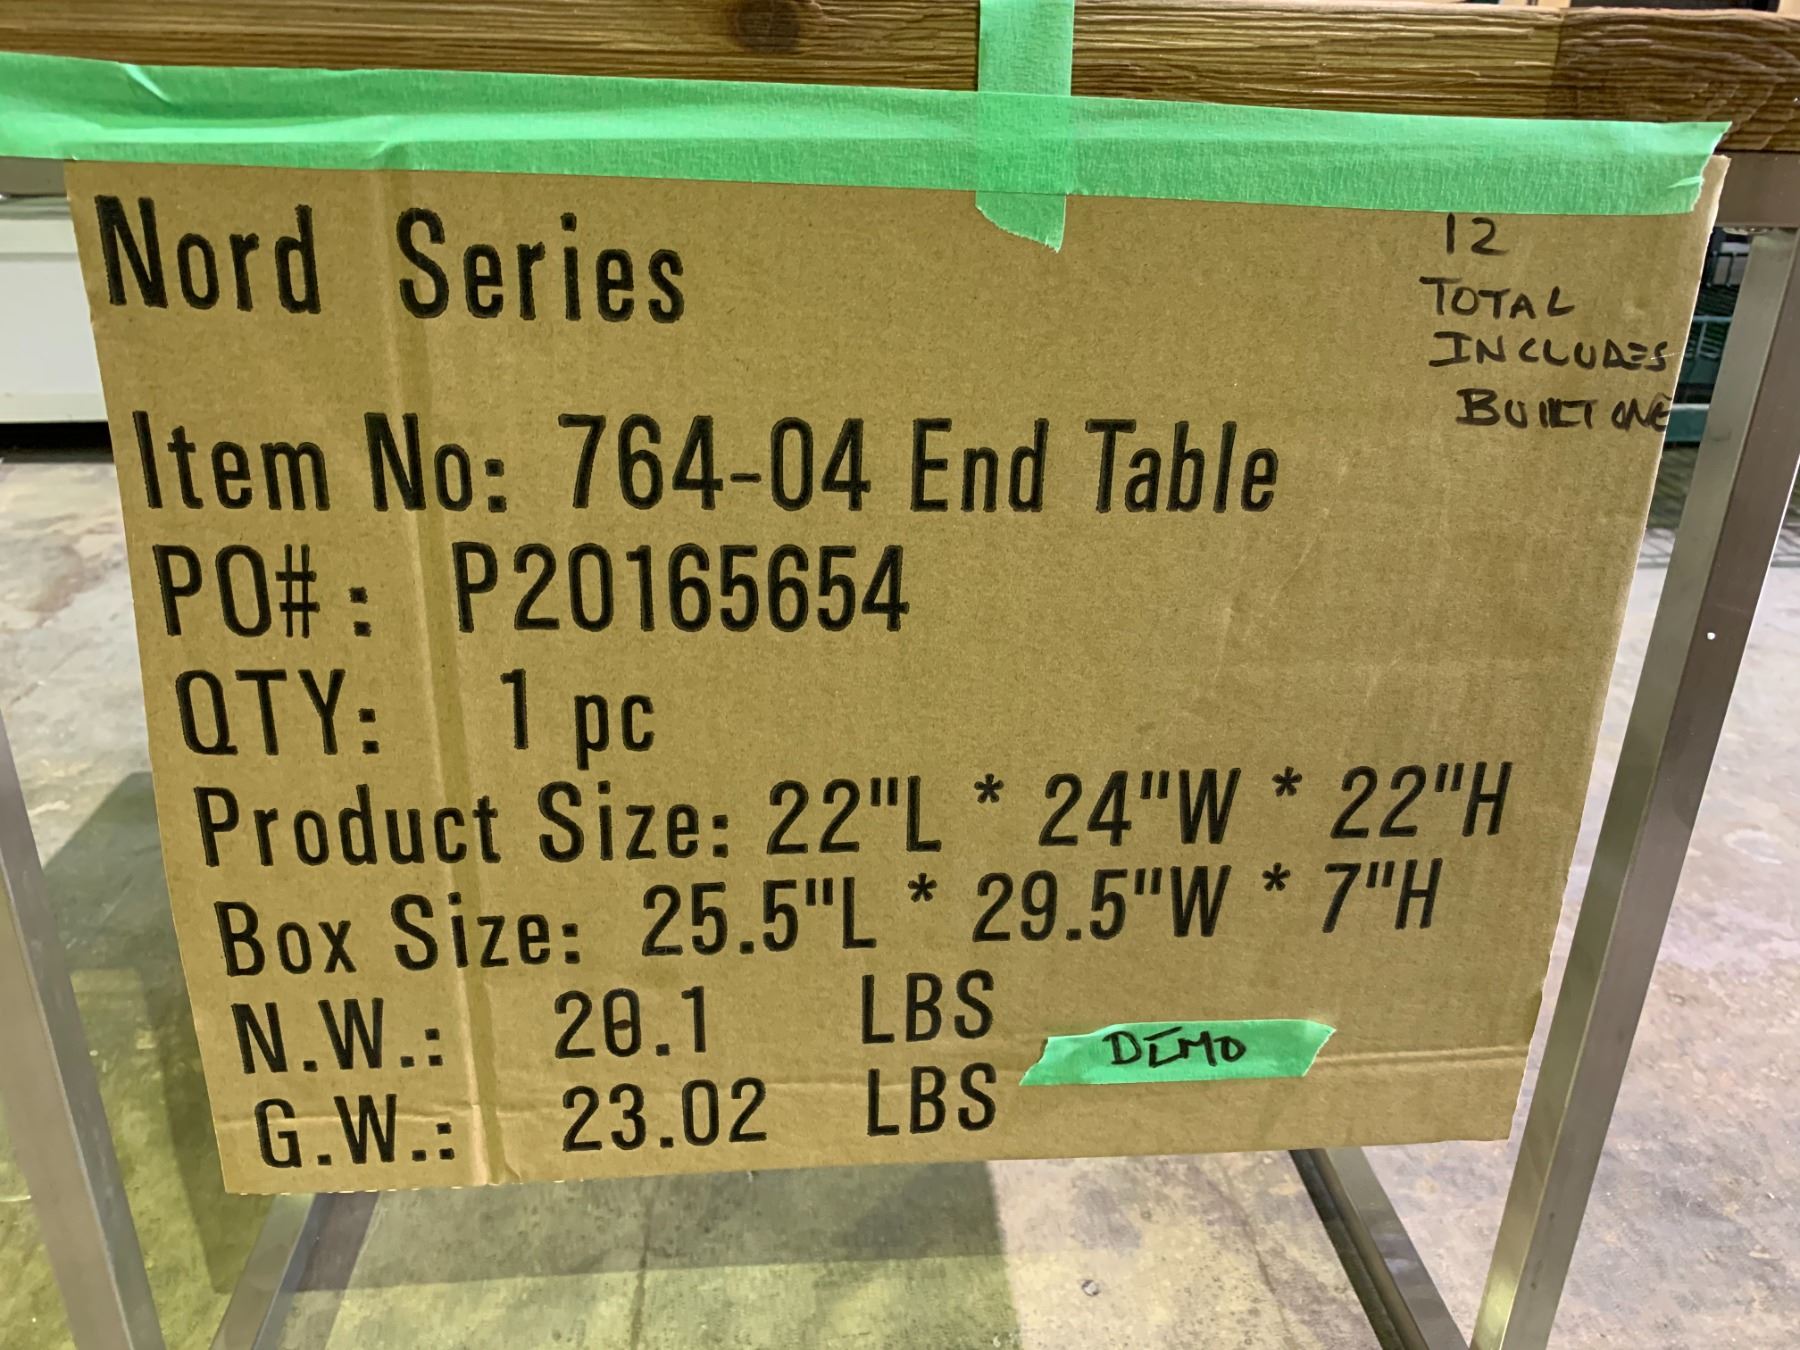 Nord Series
12
TOTAL
INCLUDES
BUILT ONE
Item No: 764-04 End Table
PO#: P20165654
QTY: 1 pc
Product Size: 22"L * 24"W * 22"H
Box Size: 25.5"L * 29.5"W * 7"H
N.W.: 20.1 LBS
DEMO
G.W.: 23.02 LBS